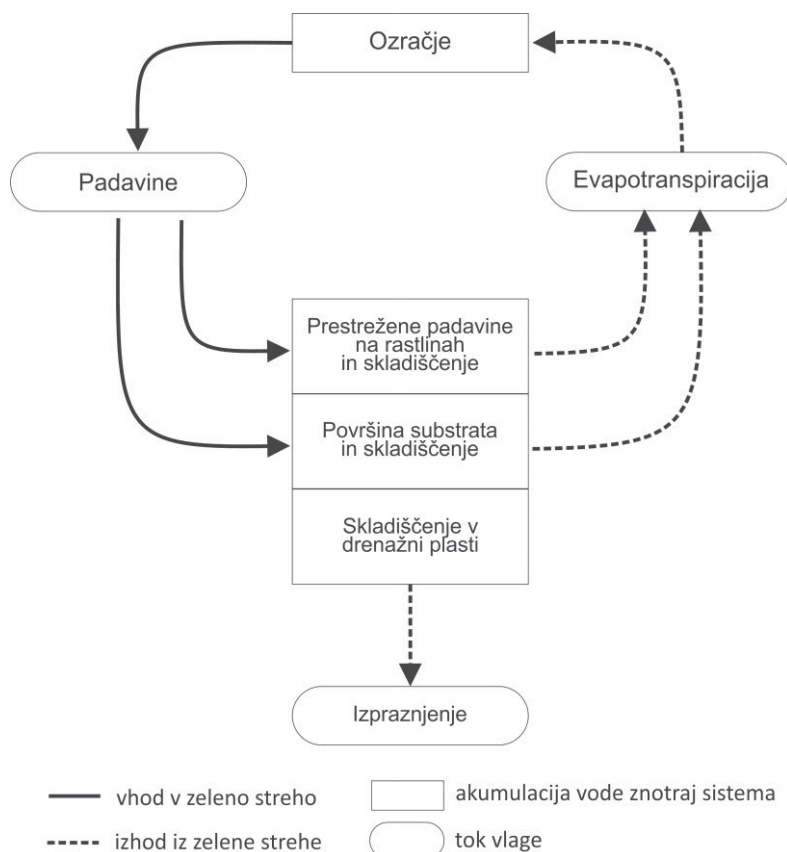 Ozračje
Padavine
Evapotranspiracija
Prestrežene padavine
na rastlinah
in skladiščenje
Površina substrata
in skladiščenje
Skladiščenje v
drenažni plasti
Izpraznjenje
vhod v zeleno streho
akumulacija vode znotraj sistema
izhod iz zelene strehe
tok vlage